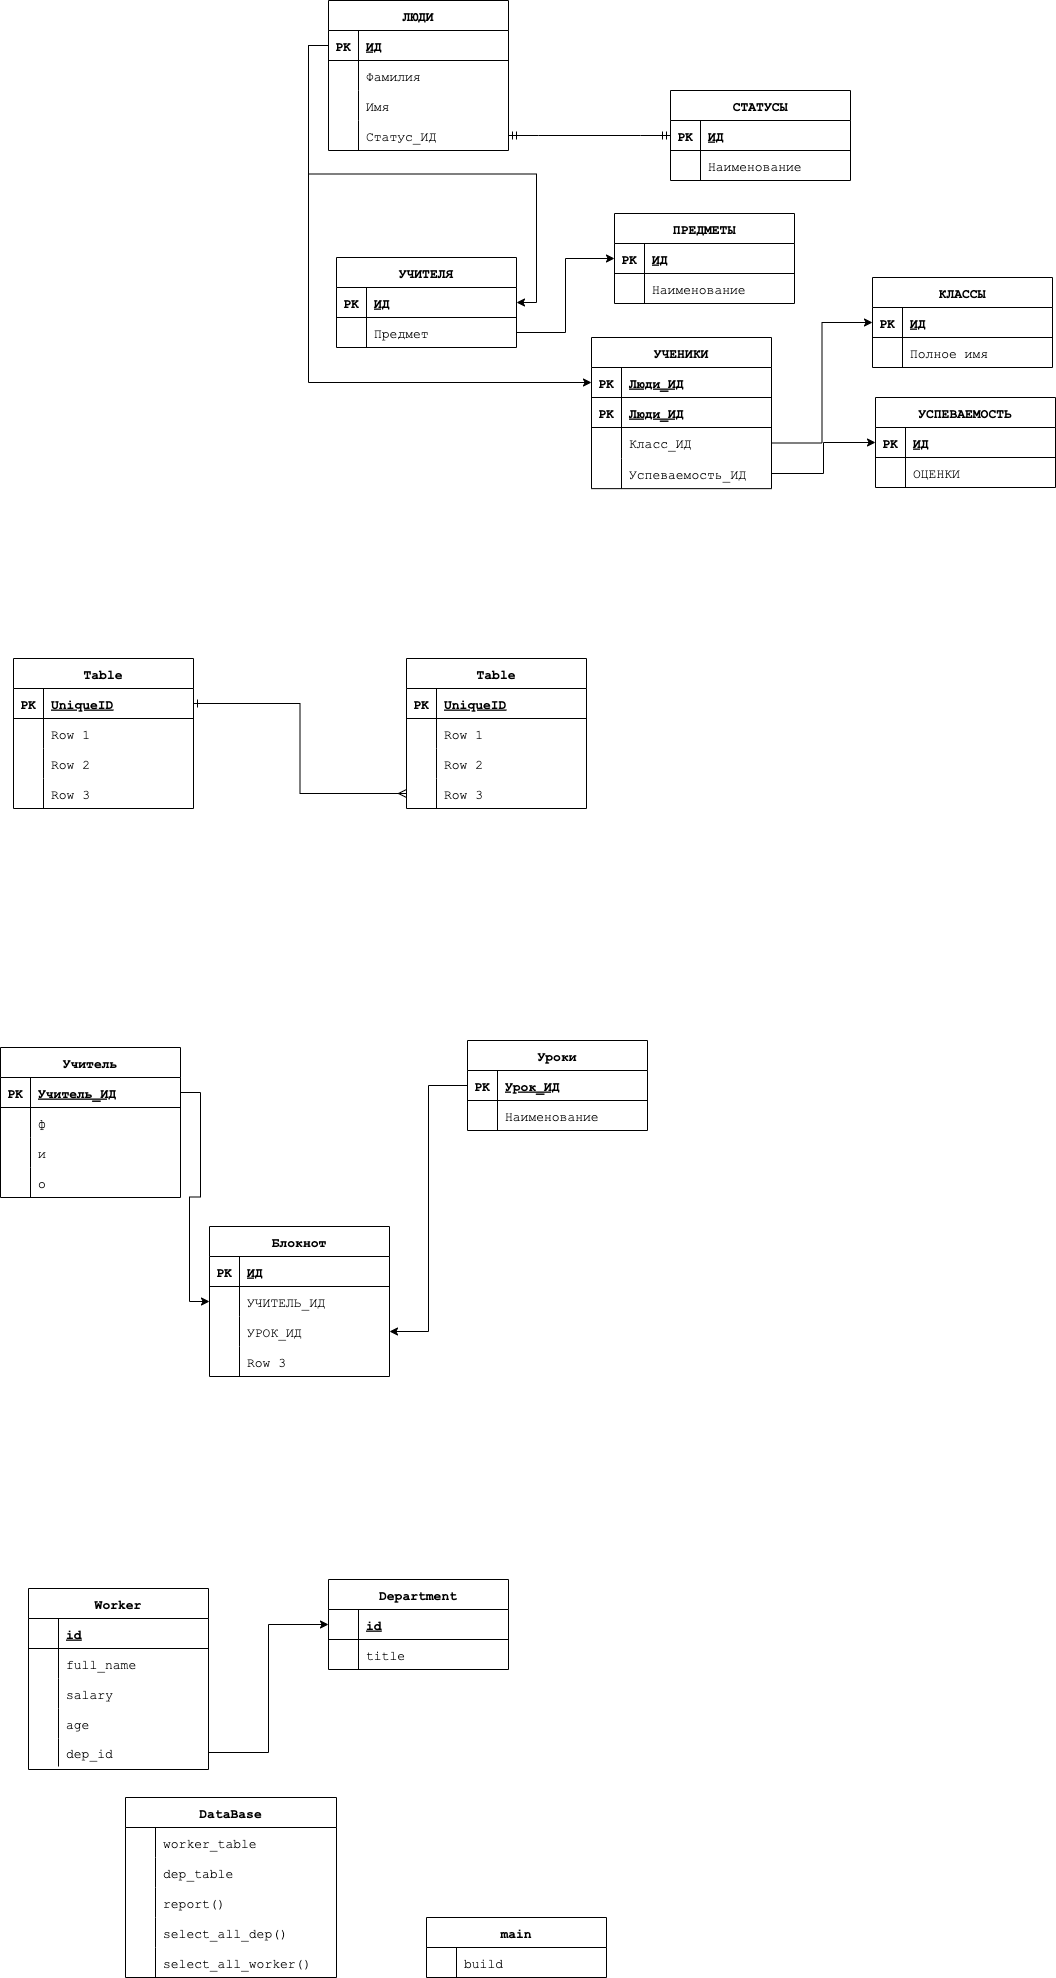 ЛЮДИ
PK ИД
Фамилия
Имя
Статус_ИД
СТАТУСЫ
PK ИД
Наименование
ПРЕДМЕТЫ
PK ИД
Наименование
УЧИТЕЛЯ
PK ИД
Предмет
КЛАССЫ
PK ИД
Полное имя
УЧЕНИКИ
PK Люди_ИД
PK Люди_ИД
Класс_ИД
Успеваемость_ИД
УСПЕВАЕМОСТЬ
PK ИД
ОЦЕНКИ
Table
PK UniqueID
Row 1
Row 2
Row 3
Table
PK UniqueID
Row 1
Row 2
Row 3
Учитель
PK Учитель_ИД
ф
и
о
Уроки
PK Урок_ИД
Наименование
Блокнот
PK ИД
УЧИТЕЛЬ_ИД
УРОК_ИД
Row 3
Worker
id
full_name
salary
age
dep_id
Department
id
title
DataBase
worker_table
dep_table
report()
select_all_dep()
select_all_worker()
main
build